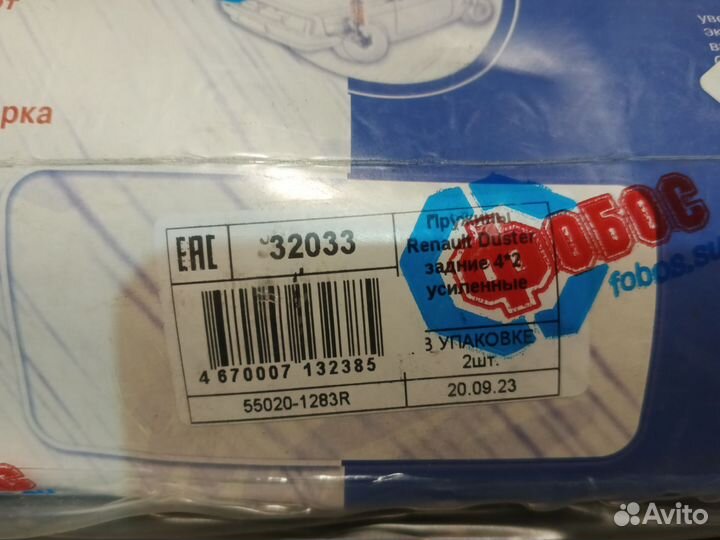 рка
EAC
32033
Пружины
Renault Duster
задние 4*2
усиленные
В УПАКОВКЕ
2шт.
4 670007 132385
55020-1283R
20.09.23
ФОБОС
fobos.su
Avito